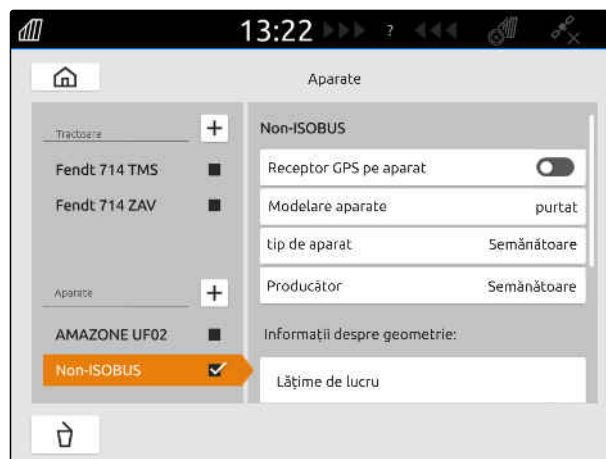 13:22
?
Aparate
Tractoare
Fendt 714 TMS
Fendt 714 ZAV
Aparate
AMAZONE UF02
Non-ISOBUS
Non-ISOBUS
Receptor GPS pe aparat
Modelare aparate purtat
tip de aparat Semănătoare
Producător Semănătoare
Informații despre geometrie:
Lățime de lucru